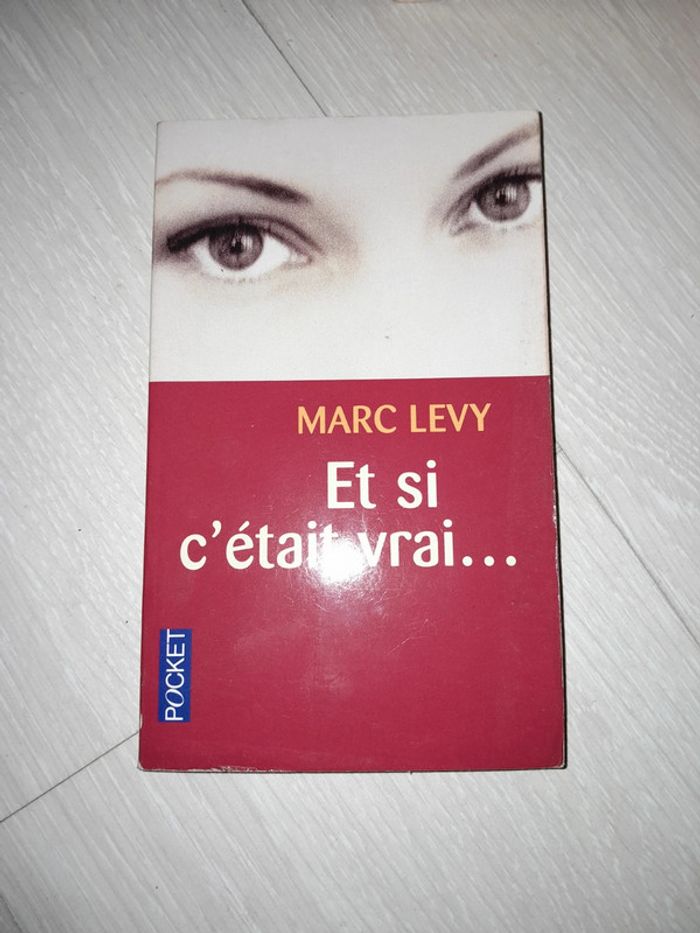 MARC LEVY
Et si
c'était vrai...
POCKET